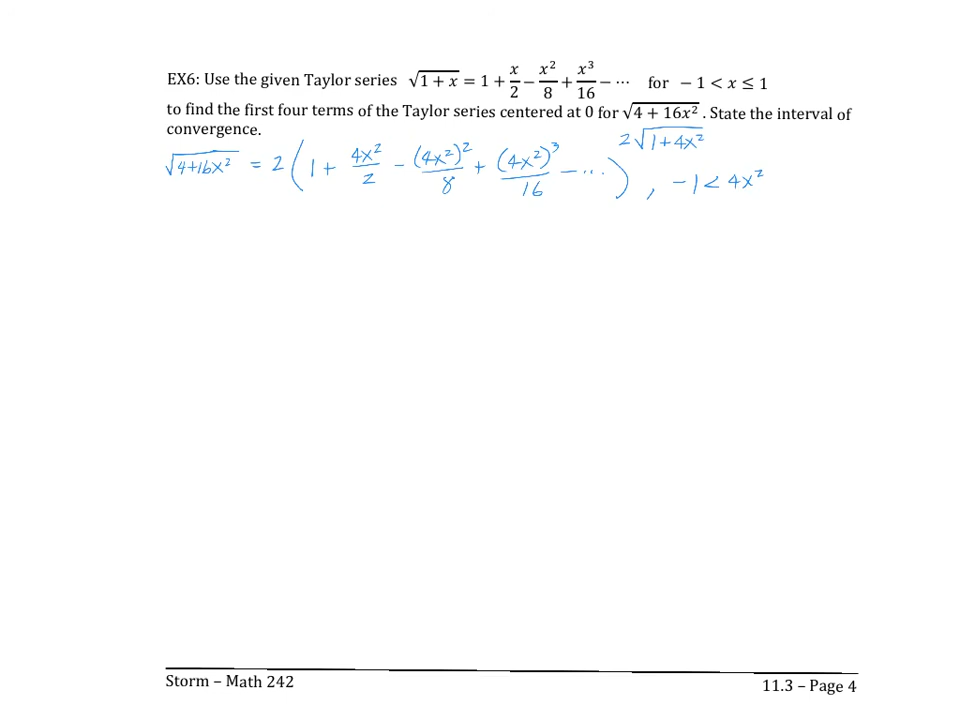 EX6: Use the given Taylor series √(1 + x) = 1 + x/2 − x²/8 + x³/16 − ⋯ for − 1 < x ≤ 1
to find the first four terms of the Taylor series centered at 0 for √(4 + 16x²) . State the interval of
convergence.
2√(1+4x²)
√(4+16x²) = 2(1 + 4x²/2 − (4x²)²/8 + (4x²)³/16 − ...) , −1 < 4x²
Storm – Math 242
11.3 – Page 4